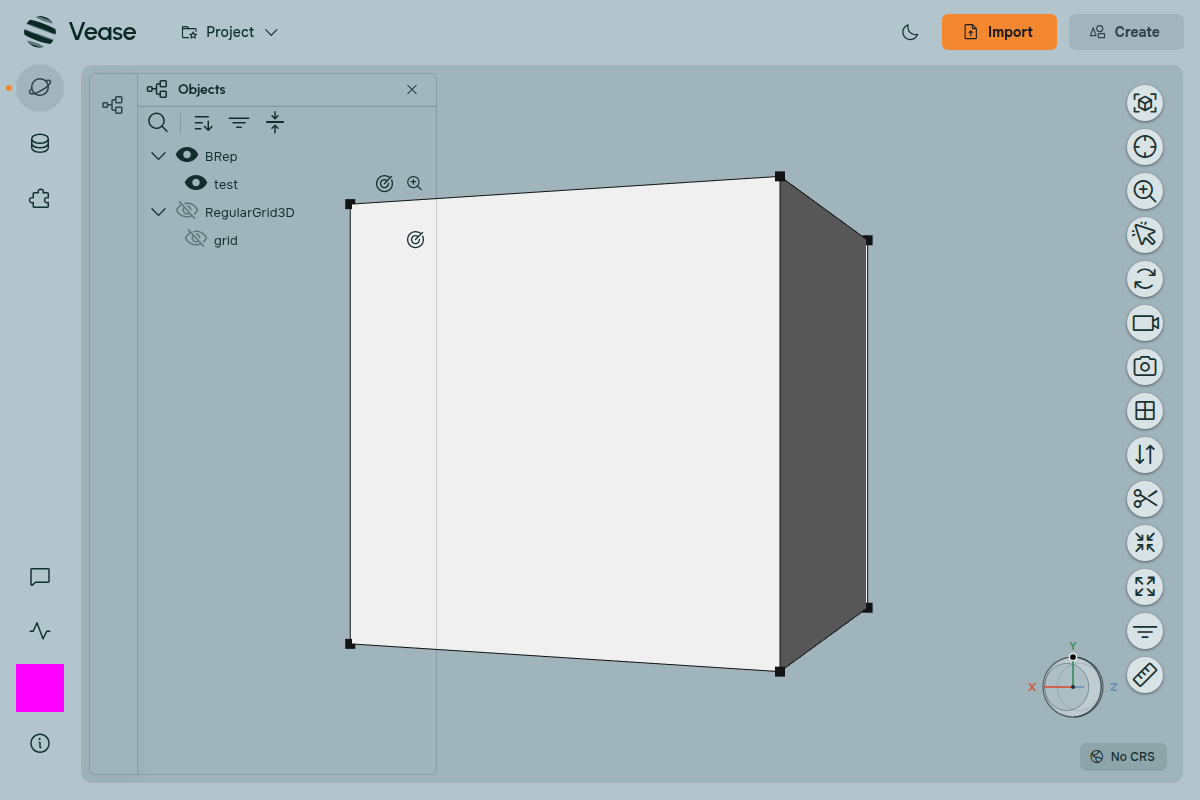 Vease
Project
Import
Create
Objects
BRep
test
RegularGrid3D
grid
Y
X
Z
No CRS